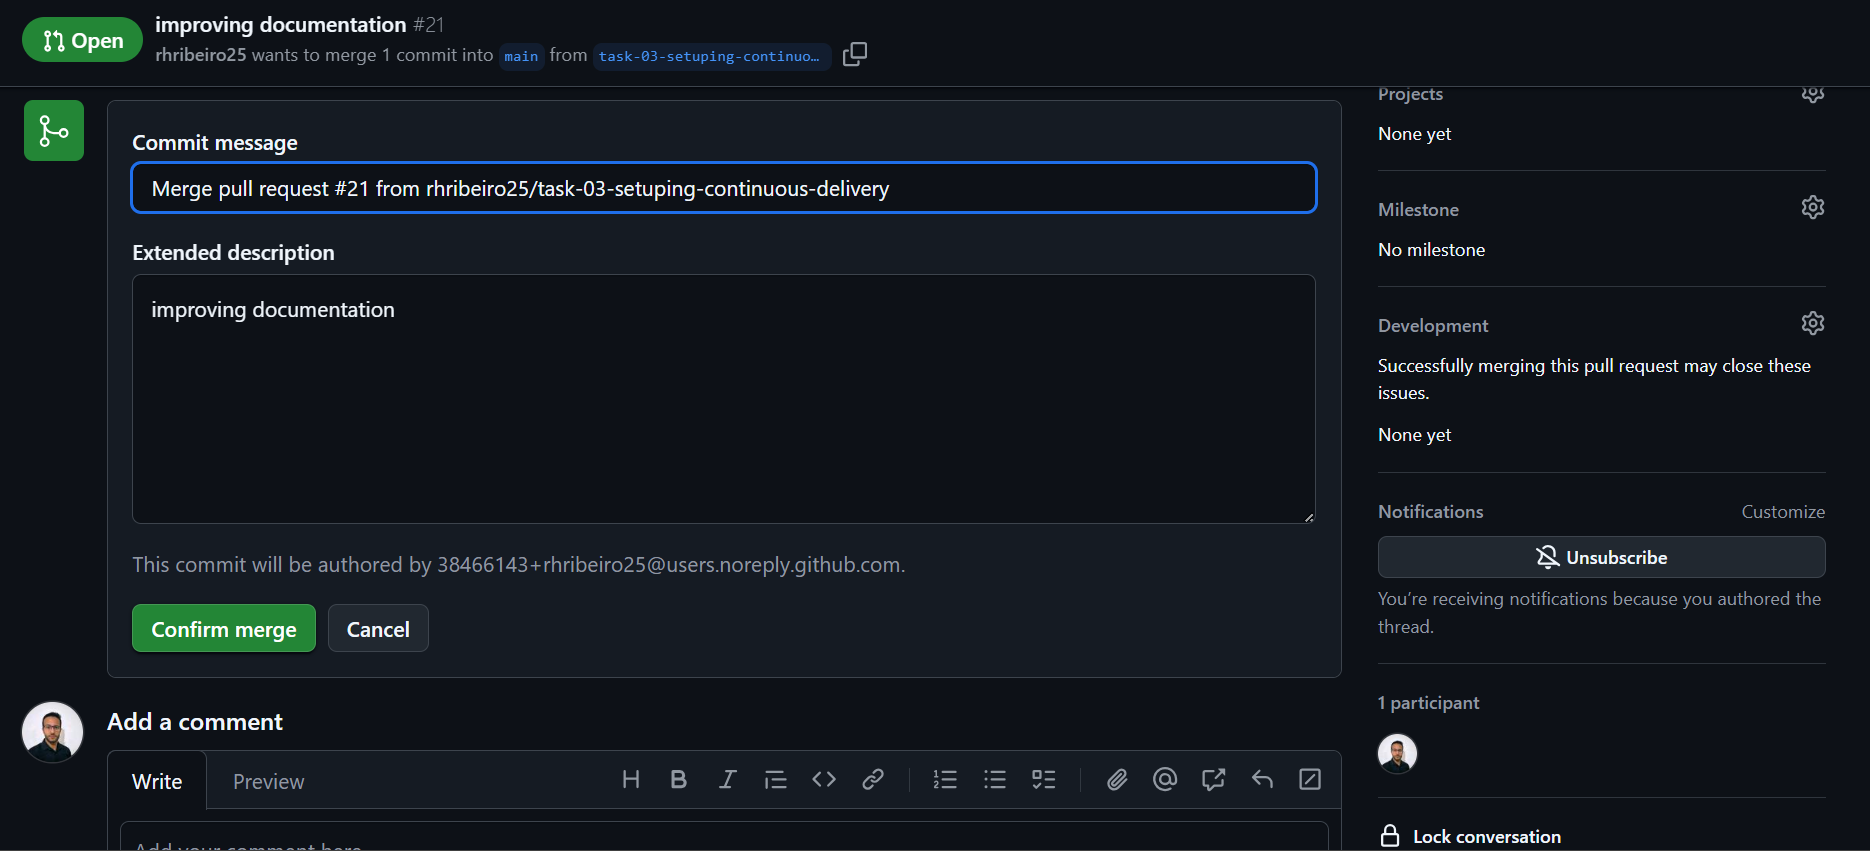 Open
improving documentation #21
rhribeiro25 wants to merge 1 commit into main from task-03-setuping-continuo...
Commit message
Merge pull request #21 from rhribeiro25/task-03-setuping-continuous-delivery
Extended description
improving documentation
This commit will be authored by 38466143+rhribeiro25@users.noreply.github.com.
Confirm merge
Cancel
Add a comment
Write
Preview
Add your comment here
Projects
None yet
Milestone
No milestone
Development
Successfully merging this pull request may close these
issues.
None yet
Notifications
Customize
Unsubscribe
You're receiving notifications because you authored the
thread.
1 participant
Lock conversation